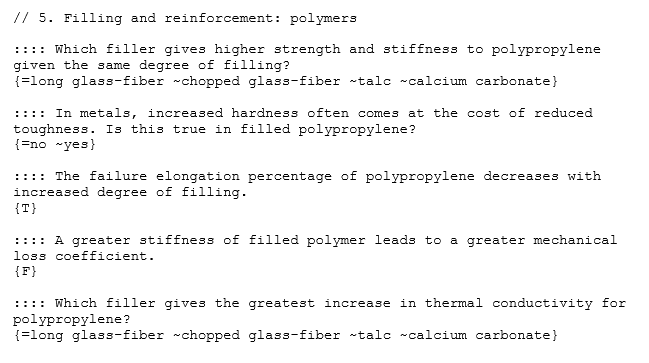 // 5. Filling and reinforcement: polymers
:::: Which filler gives higher strength and stiffness to polypropylene
given the same degree of filling?
{=long glass-fiber ~chopped glass-fiber ~talc ~calcium carbonate}
:::: In metals, increased hardness often comes at the cost of reduced
toughness. Is this true in filled polypropylene?
{=no ~yes}
:::: The failure elongation percentage of polypropylene decreases with
increased degree of filling.
{T}
:::: A greater stiffness of filled polymer leads to a greater mechanical
loss coefficient.
{F}
:::: Which filler gives the greatest increase in thermal conductivity for
polypropylene?
{=long glass-fiber ~chopped glass-fiber ~talc ~calcium carbonate}